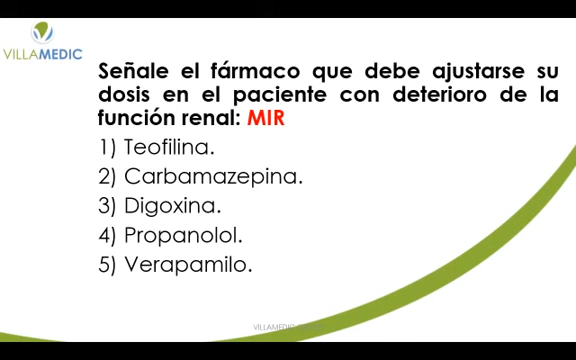 VILLAMEDIC
Señale el fármaco que debe ajustarse su
dosis en el paciente con deterioro de la
función renal: MIR
1) Teofilina.
2) Carbamazepina.
3) Digoxina.
4) Propanolol.
5) Verapamilo.
VILLAMEDIC